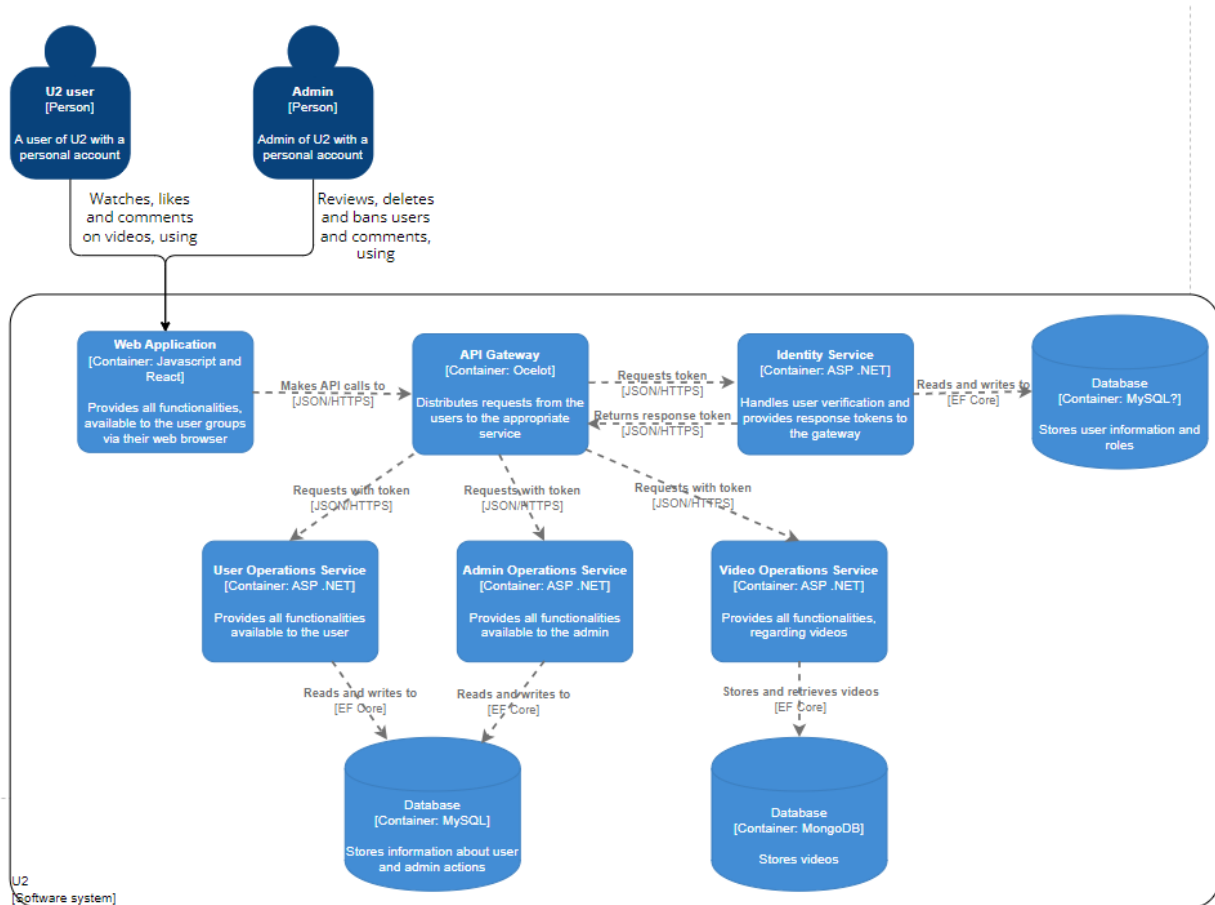 U2 user
[Person]
A user of U2 with a
personal account
Admin
[Person]
Admin of U2 with a
personal account
Watches, likes
and comments
on videos, using
Reviews, deletes
and bans users
and comments,
using
Web Application
[Container: Javascript and
React]
Provides all functionalities,
available to the user groups
via their web browser
Makes API calls to
[JSON/HTTPS]
API Gateway
[Container: Ocelot]
Distributes requests from the
users to the appropriate
service
Requests token
[JSON/HTTPS]
Returns response token
[JSON/HTTPS]
Identity Service
[Container: ASP .NET]
Handles user verification and
provides response tokens to
the gateway
Reads and writes to
[EF Core]
Database
[Container: MySQL?]
Stores user information and
roles
Requests with token
[JSON/HTTPS]
Requests with token
[JSON/HTTPS]
Requests with token
[JSON/HTTPS]
User Operations Service
[Container: ASP .NET]
Provides all functionalities
available to the user
Admin Operations Service
[Container: ASP .NET]
Provides all functionalities
available to the admin
Video Operations Service
[Container: ASP .NET]
Provides all functionalities,
regarding videos
Reads and writes to
[EF Core]
Reads and writes to
[EF Core]
Stores and retrieves videos
[EF Core]
Database
[Container: MySQL]
Stores information about user
and admin actions
Database
[Container: MongoDB]
Stores videos
U2
[Software system]